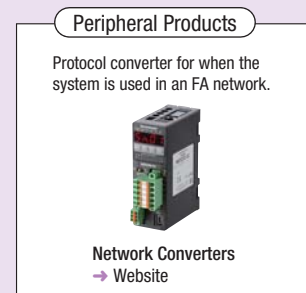 Peripheral Products
Protocol converter for when the
system is used in an FA network.
Network Converters
→ Website